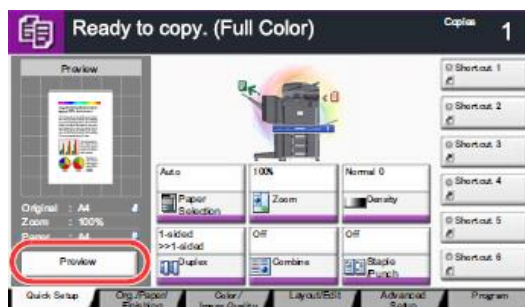 Ready to copy. (Full Color)
Copies
1
Preview
Original : A4
Zoom : 100%
Paper : A4
Preview
Auto
Paper
Selection
100%
Zoom
Normal 0
Density
1-sided
>>1-sided
Duplex
Off
Combine
Off
Staple
Punch
Shortcut 1
Shortcut 2
Shortcut 3
Shortcut 4
Shortcut 5
Shortcut 6
Quick Setup
Org./Paper/
Finishing
Color/
Image Quality
Layout/Edit
Advanced
Setup
Program